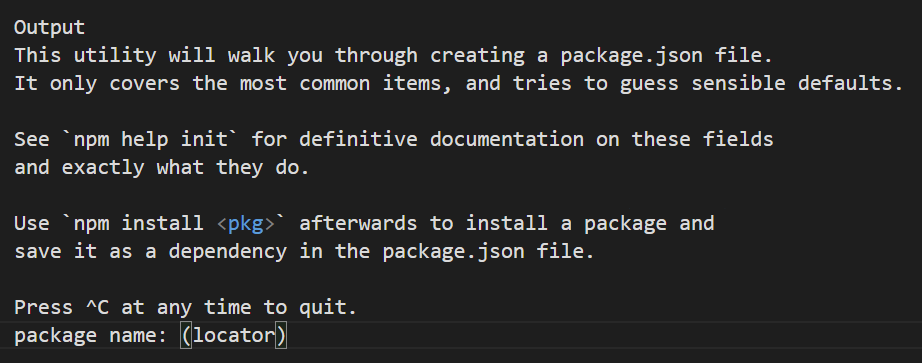 Output
This utility will walk you through creating a package.json file.
It only covers the most common items, and tries to guess sensible defaults.
See `npm help init` for definitive documentation on these fields
and exactly what they do.
Use `npm install <pkg>` afterwards to install a package and
save it as a dependency in the package.json file.
Press ^C at any time to quit.
package name: (locator)